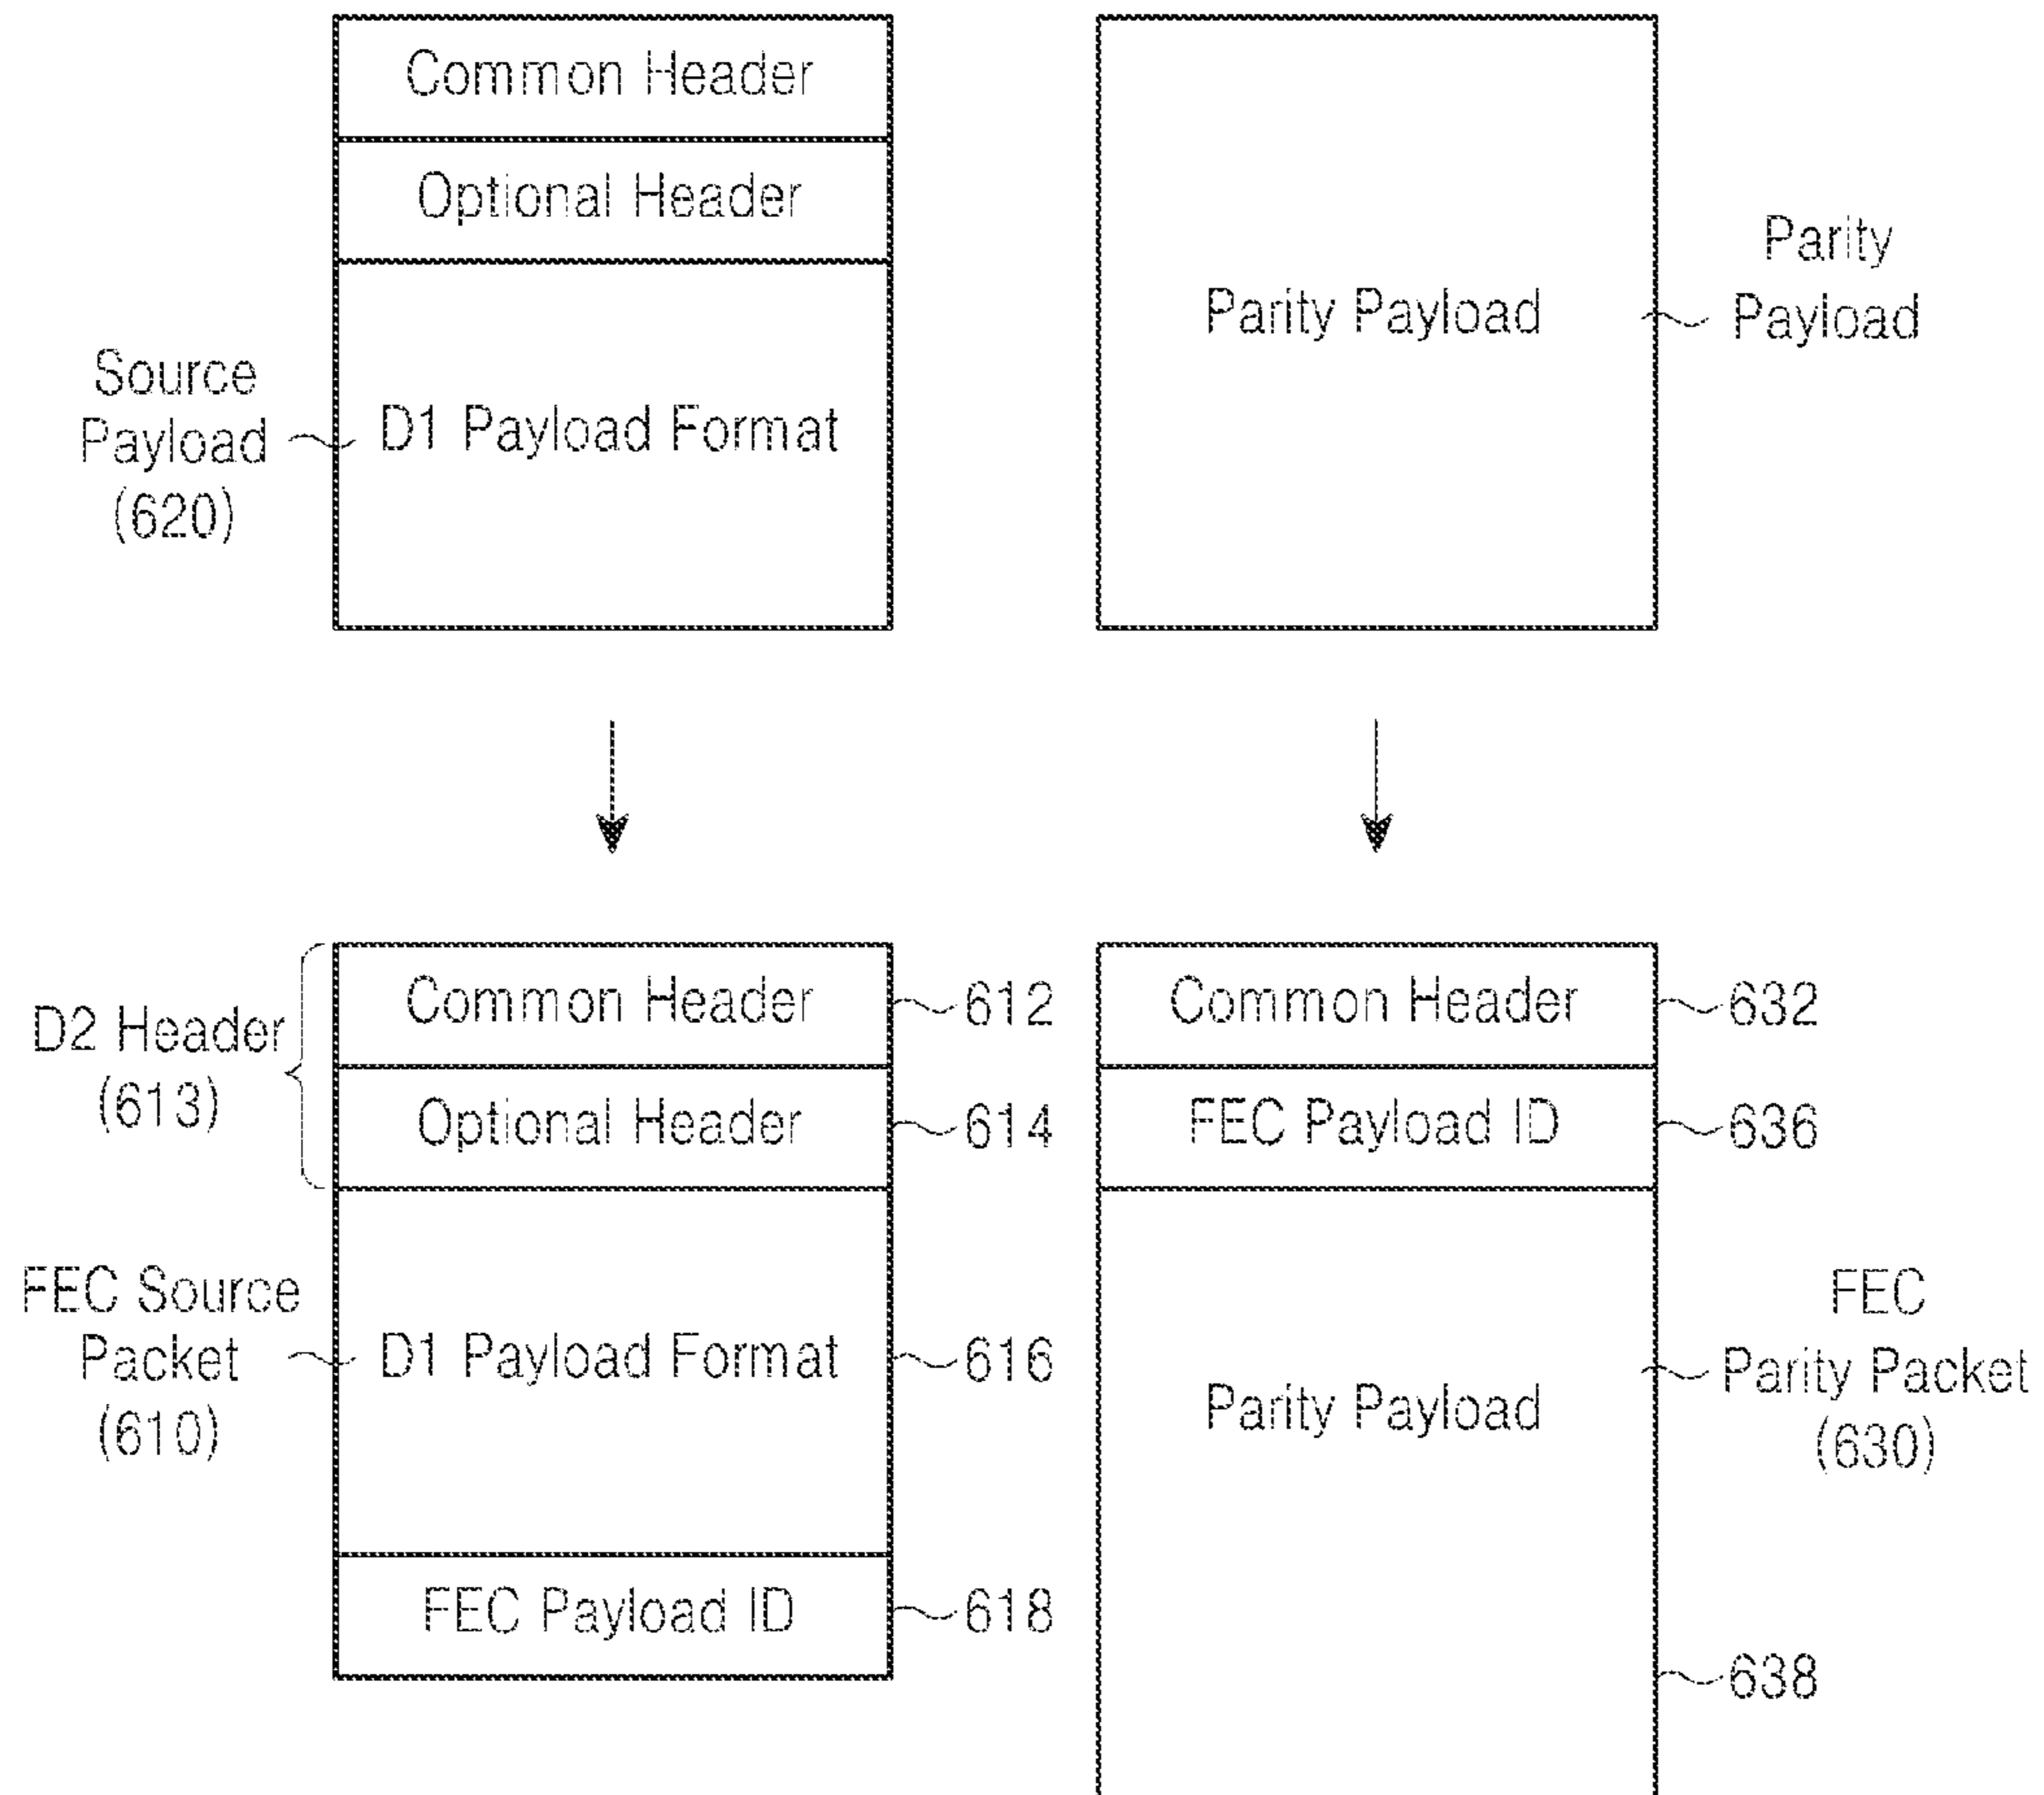 Common Header
Optional Header
D1 Payload Format
Source
Payload
(620)
Parity Payload
Parity
Payload
D2 Header
(613)
Common Header
612
Optional Header
614
FEC Source
Packet
(610)
D1 Payload Format
616
FEC Payload ID
618
Common Header
632
FEC Payload ID
636
Parity Payload
FEC
Parity Packet
(630)
638